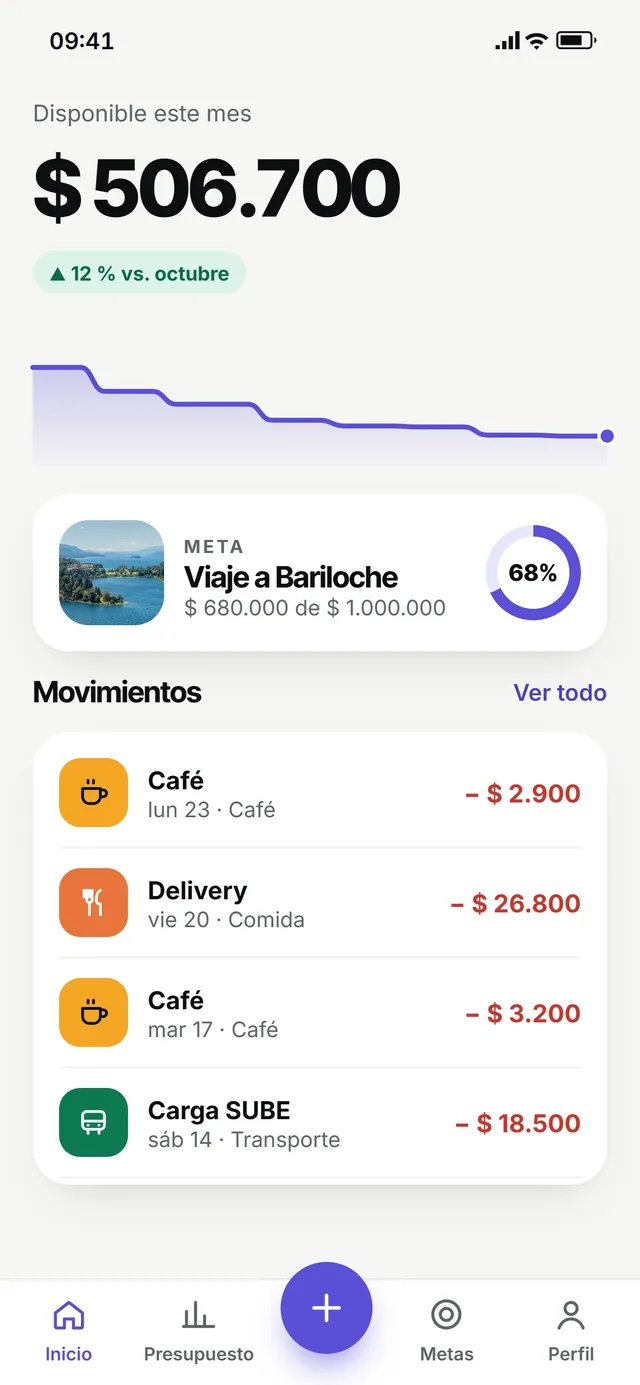 09:41
Disponible este mes
$ 506.700
▲ 12 % vs. octubre
META
Viaje a Bariloche
$ 680.000 de $ 1.000.000
68%
Movimientos
Ver todo
Café
lun 23 · Café
– $ 2.900
Delivery
vie 20 · Comida
– $ 26.800
Café
mar 17 · Café
– $ 3.200
Carga SUBE
sáb 14 · Transporte
– $ 18.500
Inicio
Presupuesto
Metas
Perfil